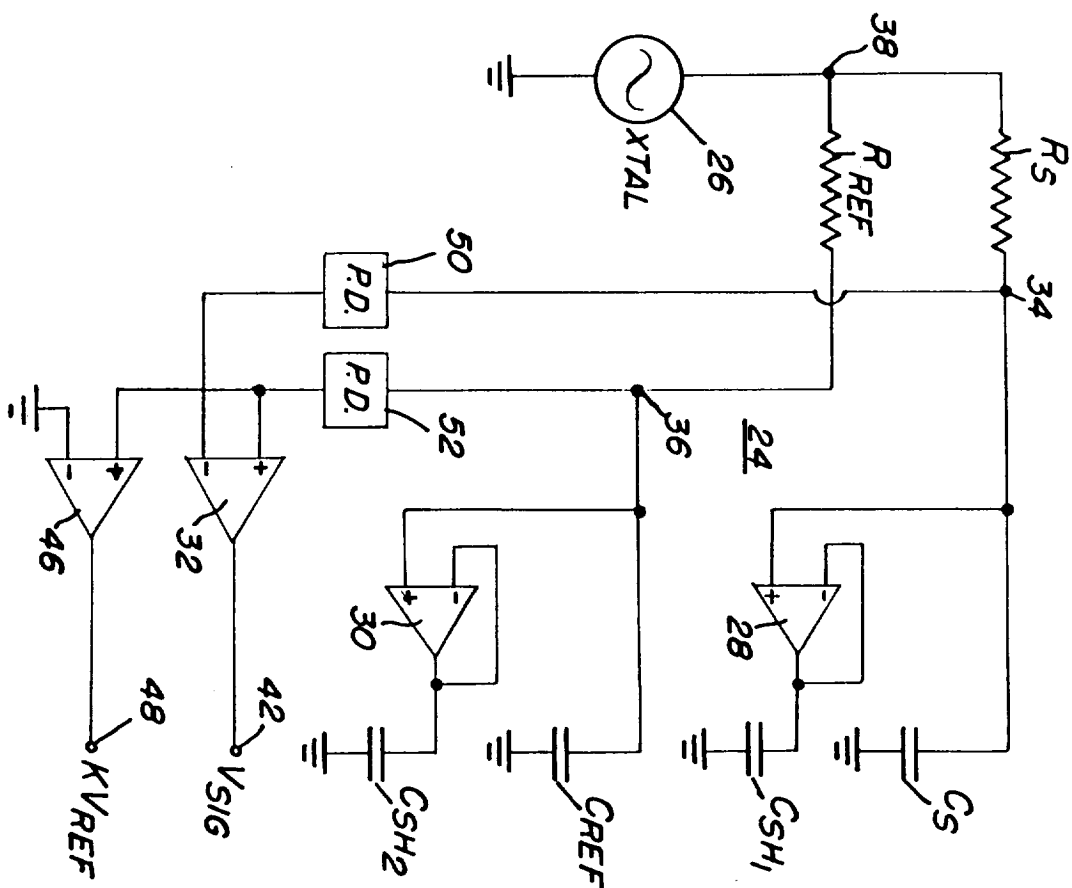 38
RS
R REF
26
XTAL
34
50
P.D.
P.D.
52
36
24
-
+
46
-
+
32
+
-
30
+
-
28
48
KVREF
42
VSIG
CSH2
CREF
CSH1
CS